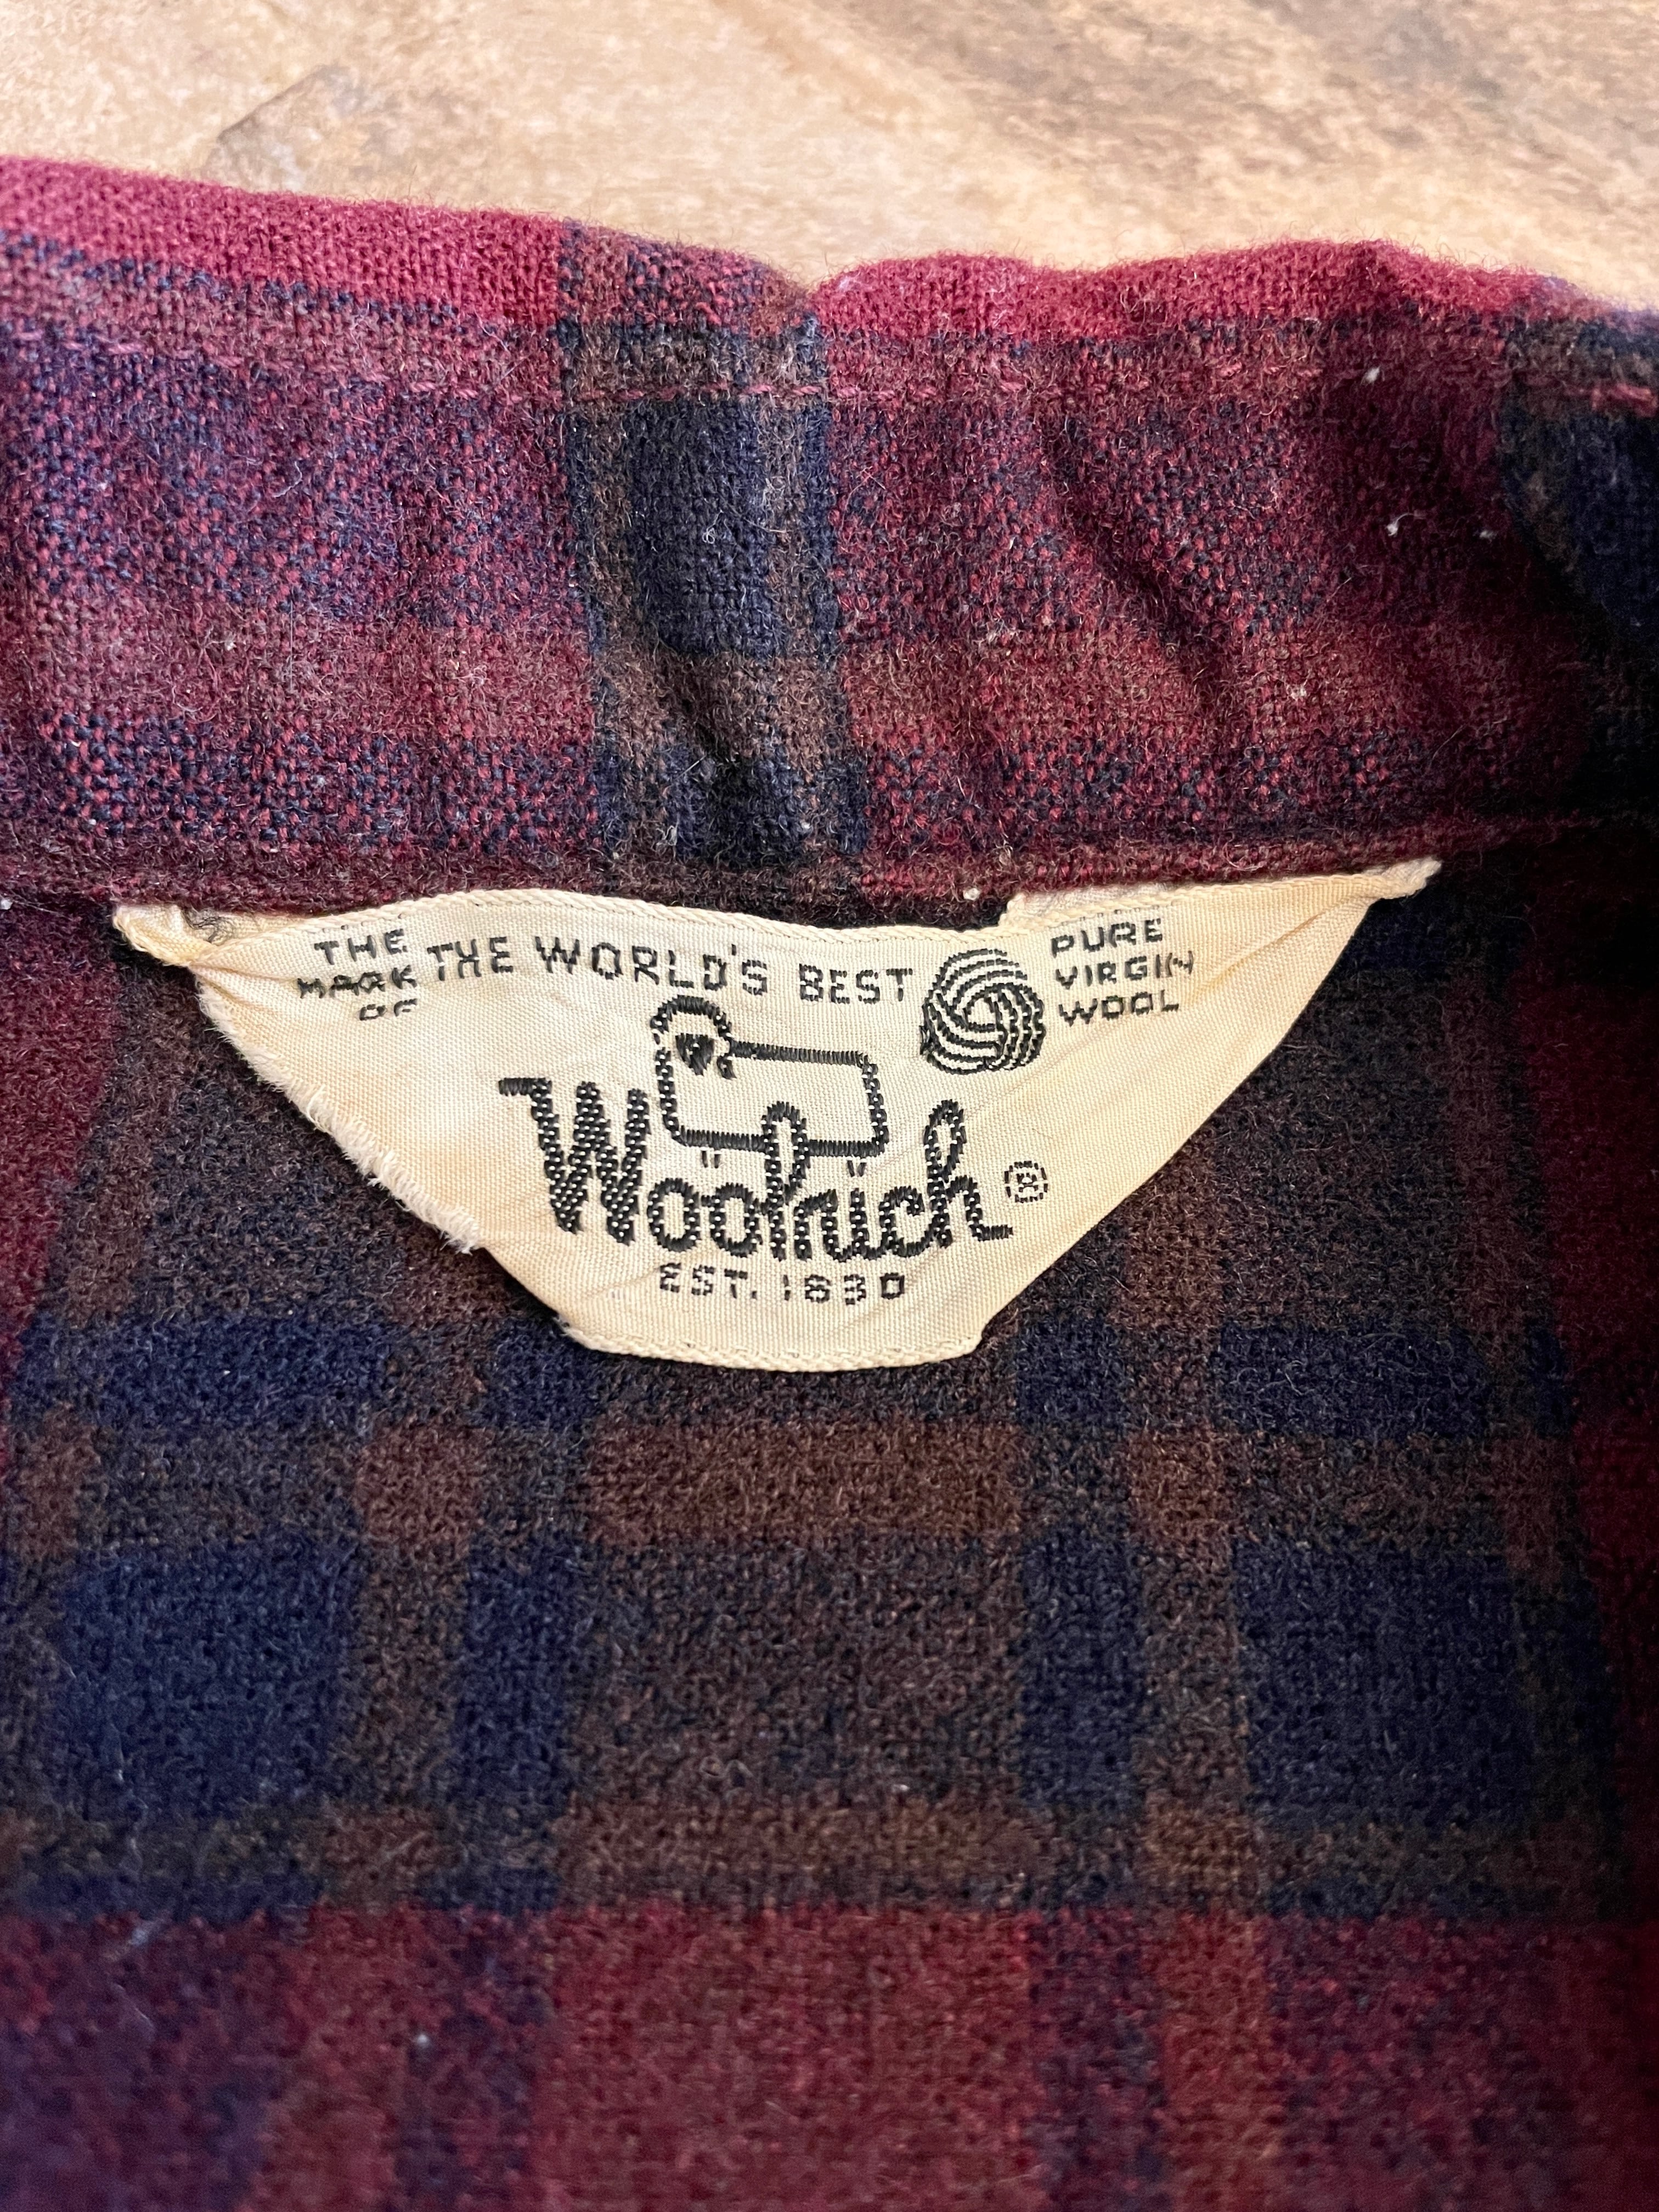 THE
MARK
OF
THE WORLD'S BEST
PURE
VIRGIN
WOOL
Woolrich®
EST. 1830